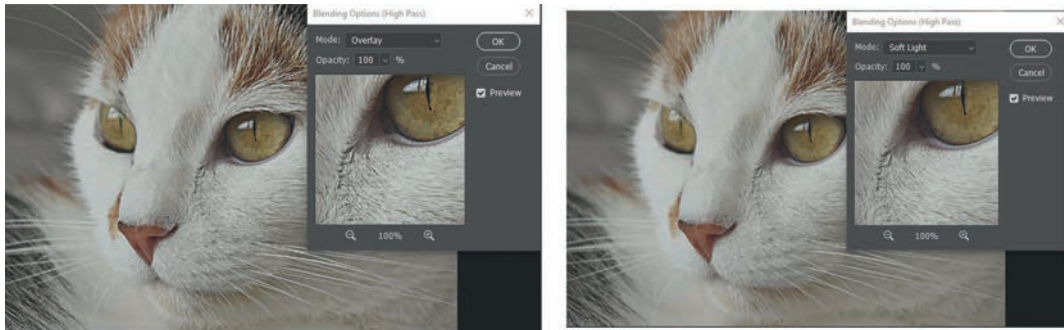 Blending Options (High Pass)
Mode: Overlay
OK
Opacity: 100 %
Cancel
Preview
100%
Blending Options (High Pass)
Mode: Soft Light
OK
Opacity: 100 %
Cancel
Preview
100%